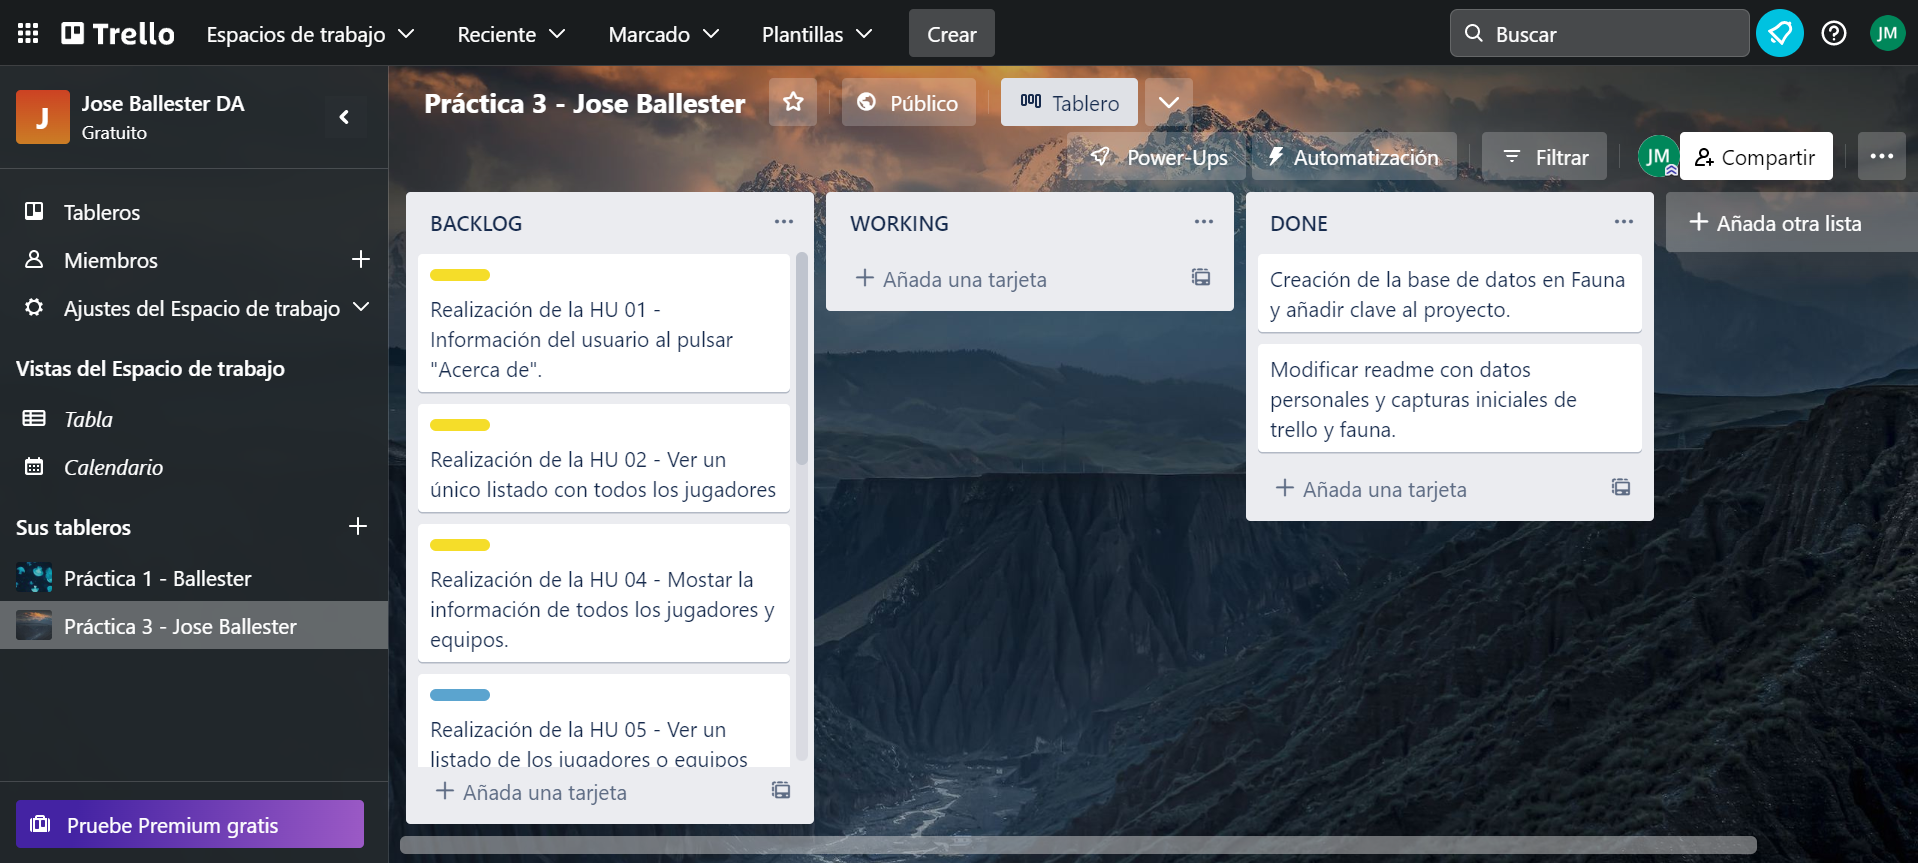 Trello
Espacios de trabajo
Reciente
Marcado
Plantillas
Crear
Buscar
JM
J
Jose Ballester DA
Gratuito
Tableros
Miembros
Ajustes del Espacio de trabajo
Vistas del Espacio de trabajo
Tabla
Calendario
Sus tableros
Práctica 1 - Ballester
Práctica 3 - Jose Ballester
Pruebe Premium gratis
Práctica 3 - Jose Ballester
Público
Tablero
Power-Ups
Automatización
Filtrar
JM
Compartir
BACKLOG
Realización de la HU 01 -
Información del usuario al pulsar
"Acerca de".
Realización de la HU 02 - Ver un
único listado con todos los jugadores
Realización de la HU 04 - Mostar la
información de todos los jugadores y
equipos.
Realización de la HU 05 - Ver un
listado de los jugadores o equipos
Añada una tarjeta
WORKING
Añada una tarjeta
DONE
Creación de la base de datos en Fauna
y añadir clave al proyecto.
Modificar readme con datos
personales y capturas iniciales de
trello y fauna.
Añada una tarjeta
Añada otra lista